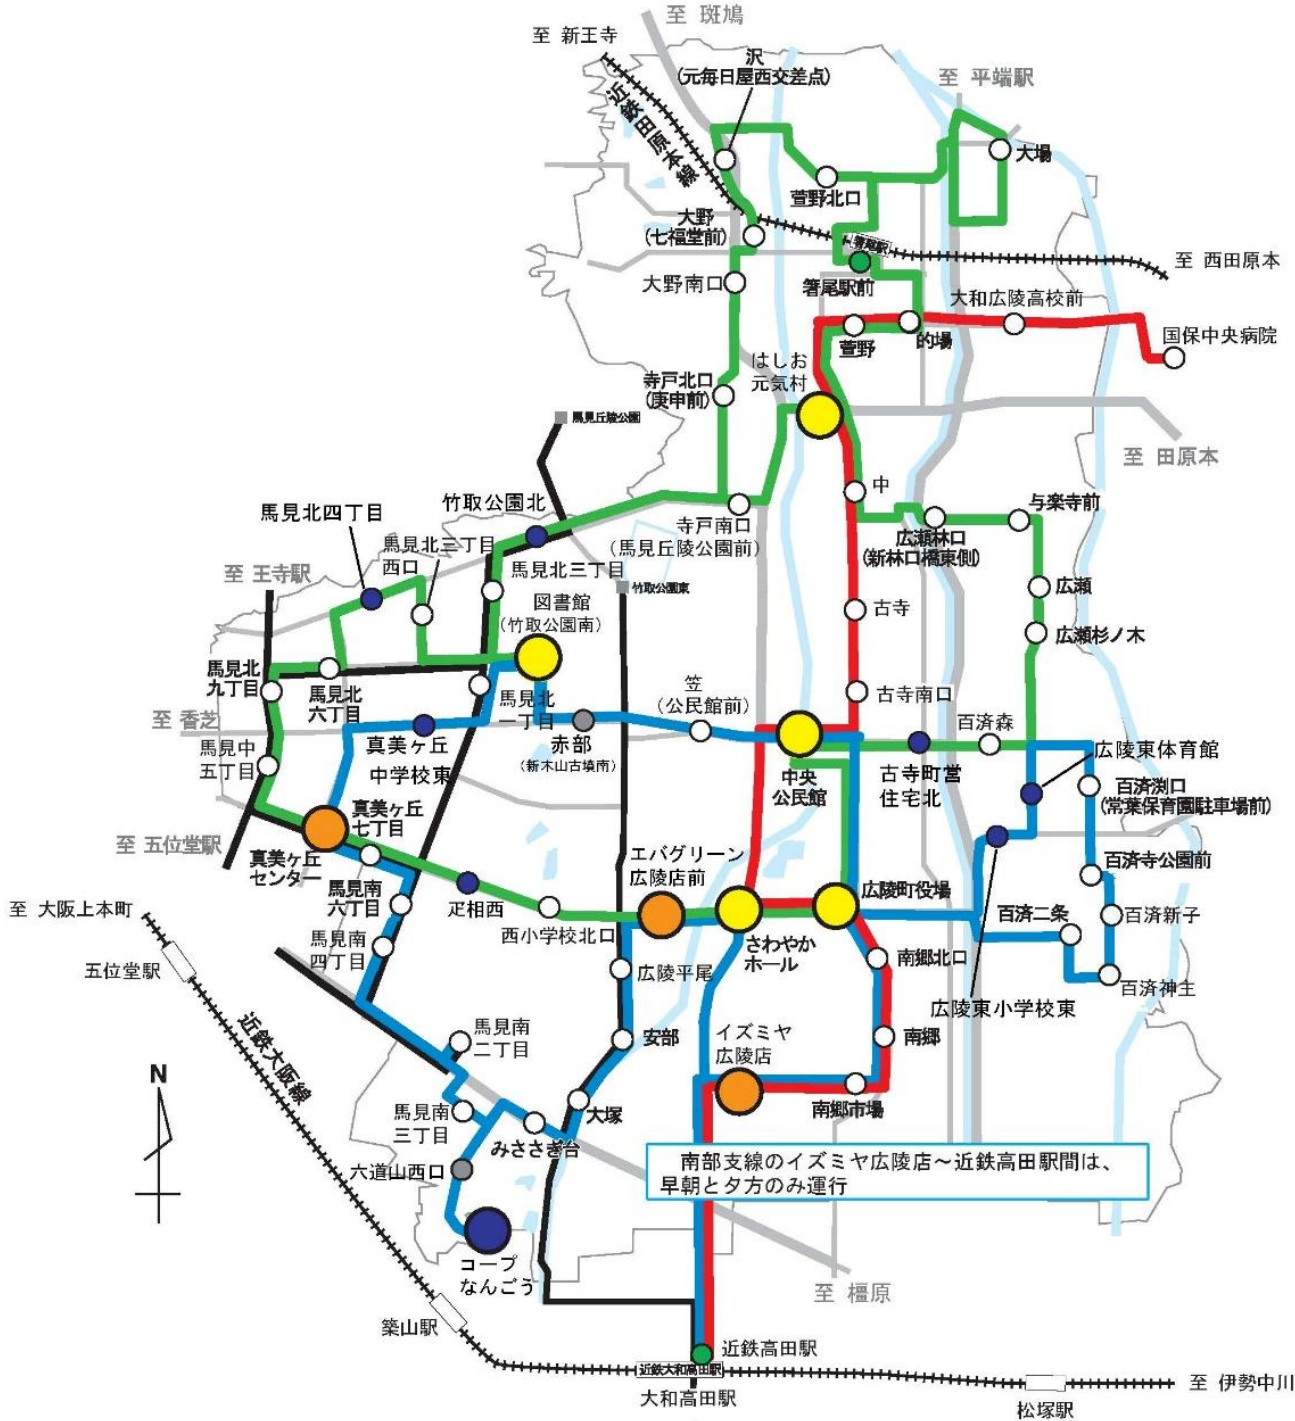 至 斑鳩
至 新王寺
沢
(元毎日屋西交差点)
至 平端駅
近鉄田原本線
大場
萱野北口
大野
(七福堂前)
箸尾駅
至 西田原本
大野南口
箸尾駅前
大和広陵高校前
萱野
的場
国保中央病院
はしお
元気村
寺戸北口
(庚申前)
馬見丘陵公園
至 田原本
中
竹取公園北
馬見北四丁目
与楽寺前
寺戸南口
(馬見丘陵公園前)
広瀬林口
(新林口橋東側)
馬見北三丁目
西口
馬見北三丁目
至 王寺駅
竹取公園東
広瀬
図書館
(竹取公園南)
古寺
広瀬杉ノ木
馬見北
九丁目
馬見北
六丁目
馬見北
一丁目
笠
(公民館前)
古寺南口
至 香芝
百済森
真美ヶ丘
中学校東
赤部
(新木山古墳南)
馬見中
五丁目
中央
公民館
古寺町営
住宅北
広陵東体育館
百済渕口
(常葉保育園駐車場前)
真美ヶ丘
七丁目
至 五位堂駅
真美ヶ丘
センター
エバグリーン
広陵店前
百済寺公園前
馬見南
六丁目
疋相西
広陵町役場
至 大阪上本町
西小学校北口
百済二条
百済新子
馬見南
四丁目
さわやか
ホール
南郷北口
五位堂駅
広陵平尾
百済神主
広陵東小学校東
近鉄大阪線
馬見南
二丁目
安部
イズミヤ
広陵店
南郷
N
馬見南
三丁目
大塚
南郷市場
みささぎ台
六道山西口
南部支線のイズミヤ広陵店～近鉄高田駅間は、
早朝と夕方のみ運行
コープ
なんごう
至 橿原
築山駅
近鉄高田駅
近鉄大和高田駅
大和高田駅
至 伊勢中川
松塚駅